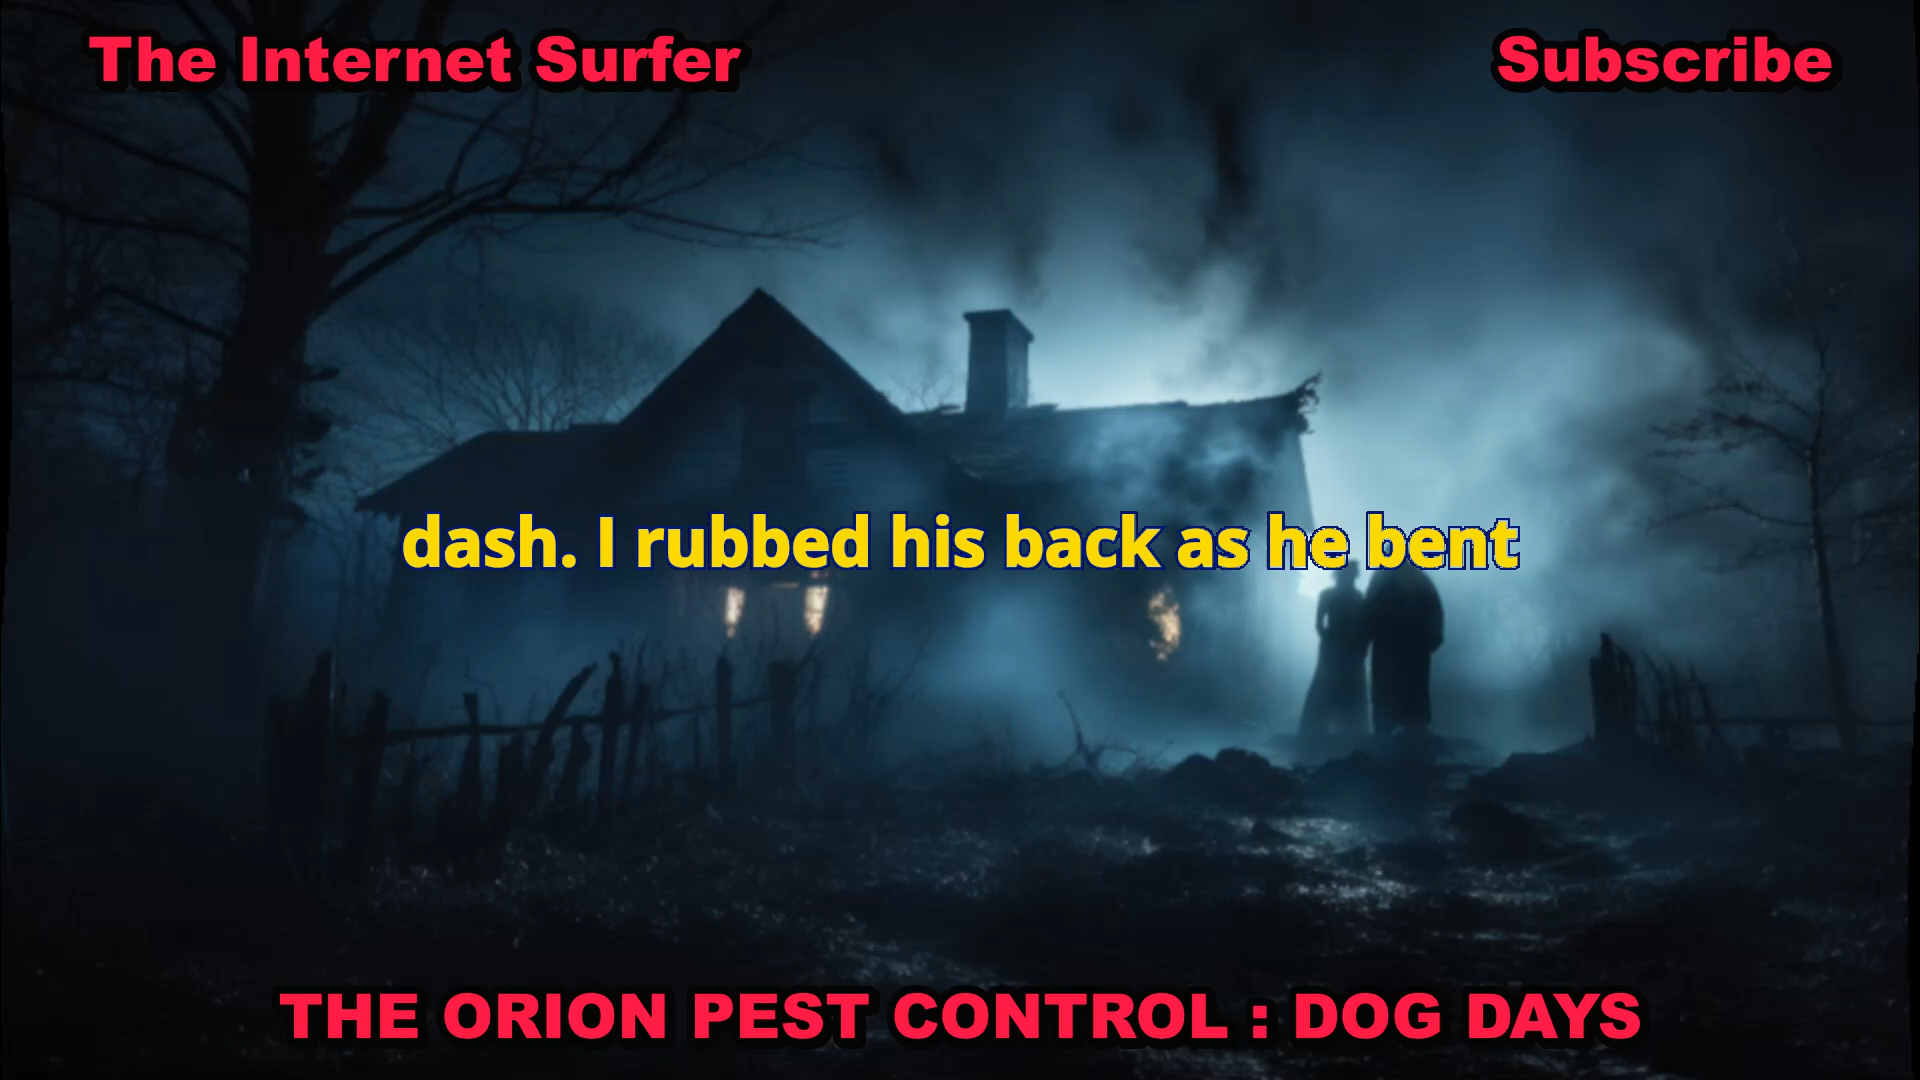 The Internet Surfer
Subscribe
dash. I rubbed his back as he bent
THE ORION PEST CONTROL : DOG DAYS